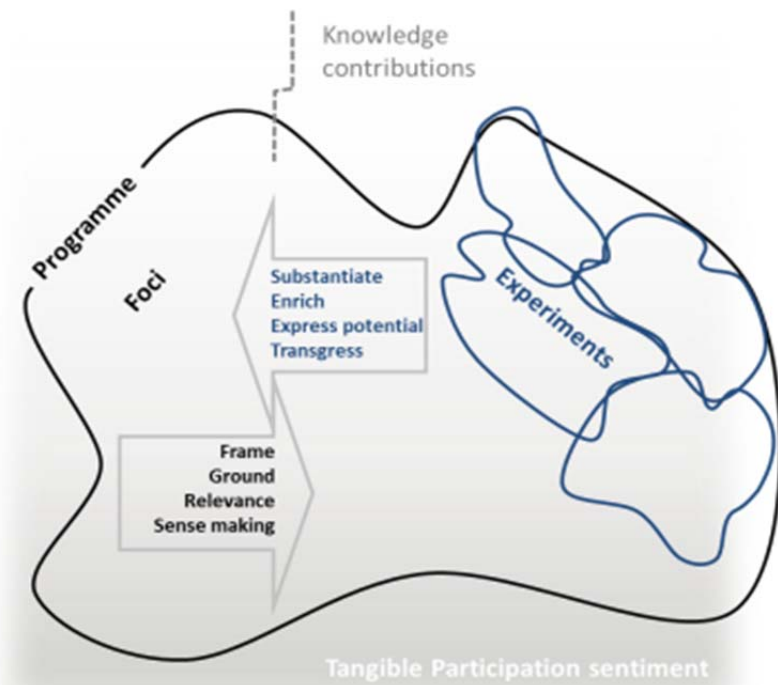 Knowledge
contributions
Programme
Foci
Substantiate
Enrich
Express potential
Transgress
Experiments
Frame
Ground
Relevance
Sense making
Tangible Participation sentiment